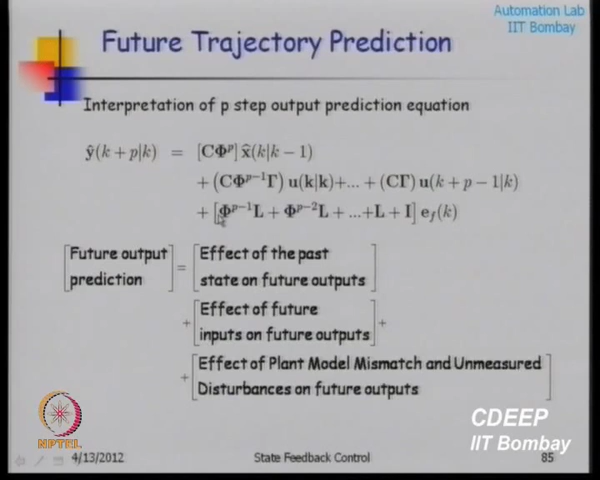 Automation Lab
IIT Bombay
Future Trajectory Prediction
Interpretation of p step output prediction equation
ŷ(k + p|k) = [CΦ^p] x̂(k|k − 1)
+ (CΦ^{p−1}Γ) u(k|k)+... + (CΓ) u(k + p − 1|k)
+ [Φ^{p−1}L + Φ^{p−2}L + ...+L + I] e_f(k)
[Future output prediction] = [Effect of the past state on future outputs]
+ [Effect of future inputs on future outputs] +
+ [Effect of Plant Model Mismatch and Unmeasured Disturbances on future outputs]
NPTEL
CDEEP
IIT Bombay
4/13/2012 State Feedback Control 85